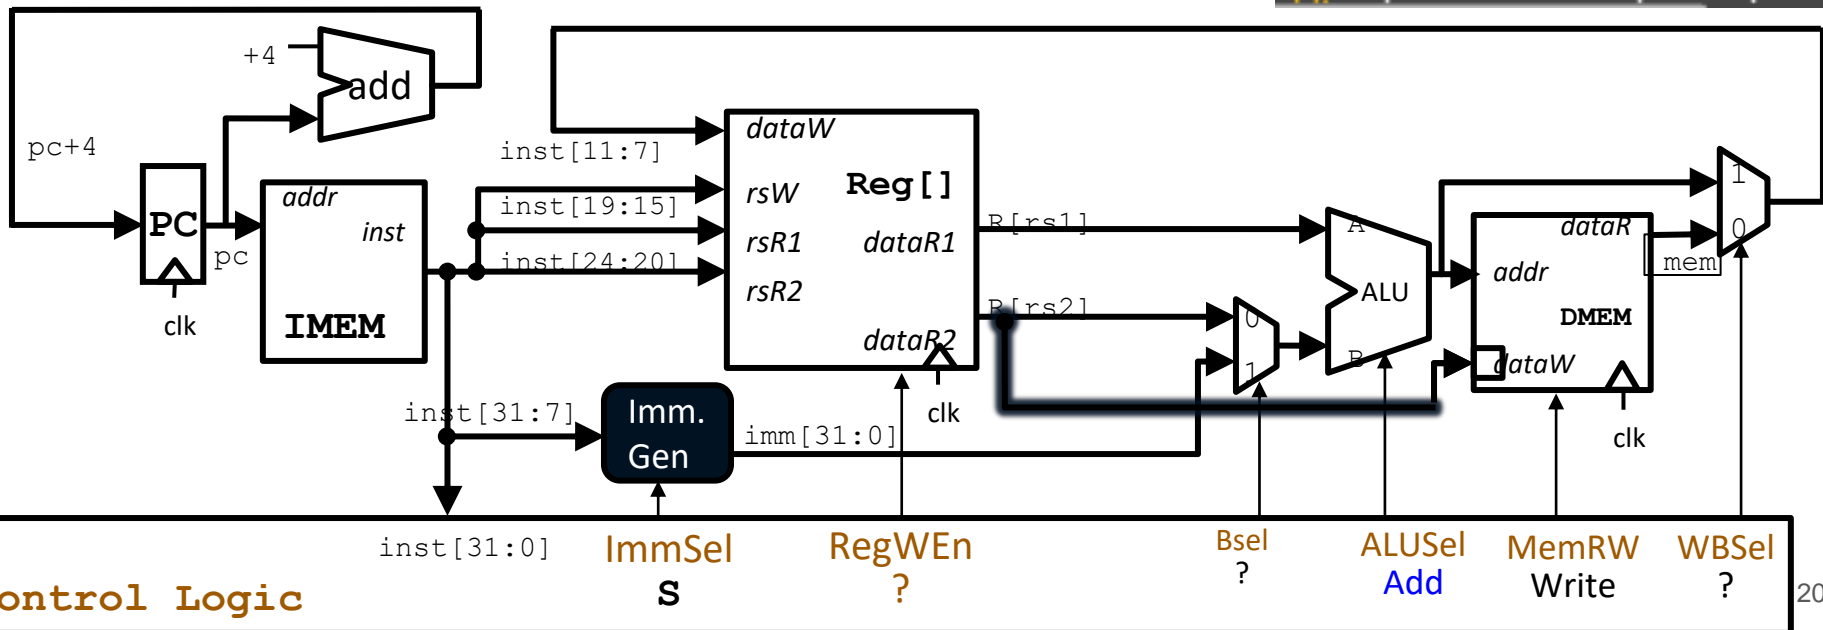 +4
add
pc+4
PC
pc
clk
addr
inst
IMEM
inst[11:7]
inst[19:15]
inst[24:20]
dataW
rsW
rsR1
rsR2
Reg[]
dataR1
dataR2
clk
R[rs1]
R[rs2]
inst[31:7]
Imm.
Gen
imm[31:0]
0
1
A
B
ALU
addr
dataW
dataR
DMEM
clk
mem
1
0
inst[31:0]
ImmSel
S
RegWEn
?
Bsel
?
ALUSel
Add
MemRW
Write
WBSel
?
ontrol Logic
20